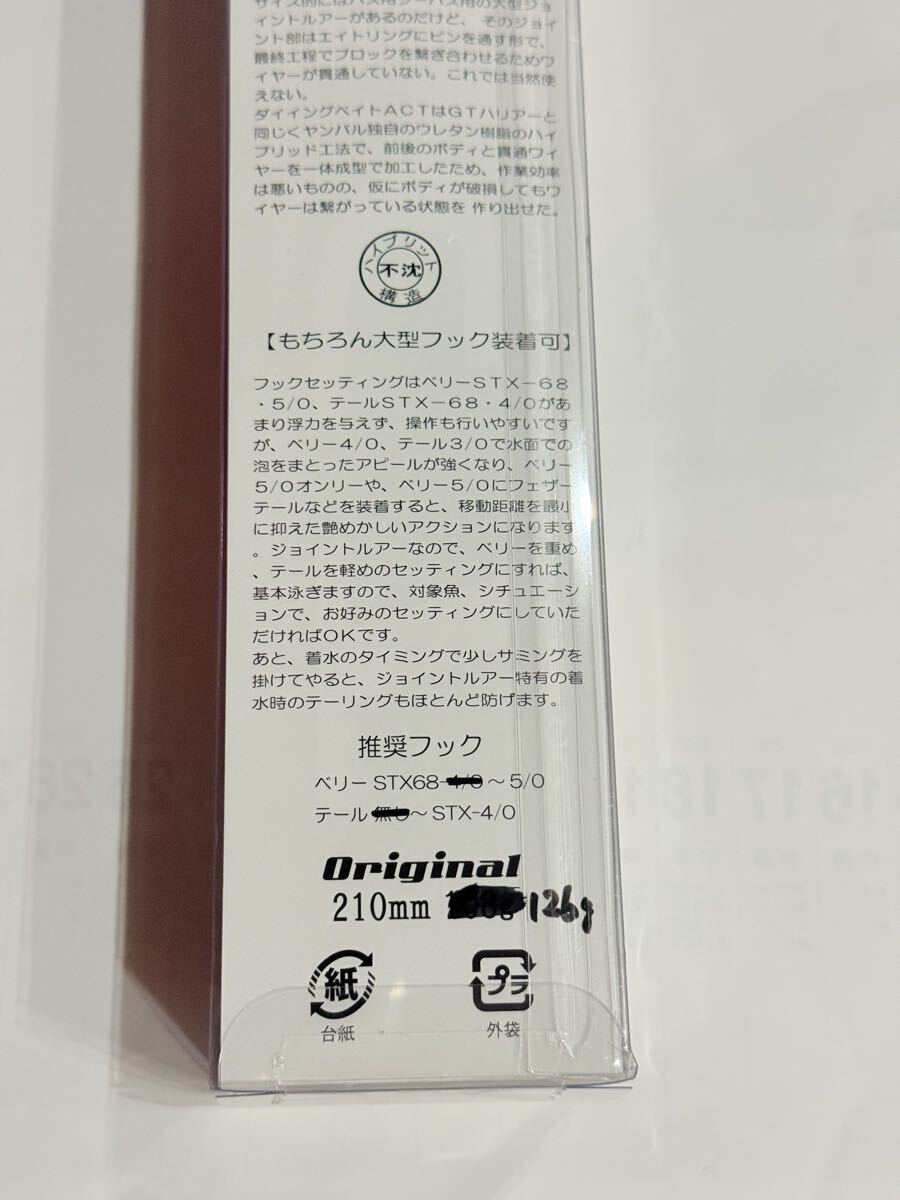 サイズ的にはバス用シーバス用の大型ジョ
イントルアーがあるのだけど、そのジョイ
ント部はエイトリングにピンを通す形で、
最終工程でブロックを繋ぎ合わせるためワ
イヤーが貫通していない。これでは当然使
えない。
ダイイングベイトACTはGTハリアーと
同じくヤンバル独自のウレタン樹脂のハイ
ブリッド工法で、前後のボディと貫通ワイ
ヤーを一体成型で加工したため、作業効率
は悪いものの、仮にボディが破損してもワ
イヤーは繋がっている状態を 作り出せた。
ハイブリット
不沈
構造
【もちろん大型フック装着可】
フックセッティングはベリーSTX−68
・5/0、テールSTX−68・4/0があ
まり浮力を与えず、操作も行いやすいです
が、ベリー4/0、テール3/0で水面での
泡をまとったアピールが強くなり、ベリー
5/0オンリーや、ベリー5/0にフェザー
テールなどを装着すると、移動距離を最小
に抑えた艶めかしいアクションになります
。ジョイントルアーなので、ベリーを重め
、テールを軽めのセッティングにすれば、
基本泳ぎますので、対象魚、シチュエーシ
ョンで、お好みのセッティングにしていた
だければOKです。
あと、着水のタイミングで少しサミングを
掛けてやると、ジョイントルアー特有の着
水時のテーリングもほとんど防げます。
推奨フック
ベリー STX68-4/0～5/0
テール 無し～STX-4/0
Original
210mm 126g
紙
プラ
台紙
外袋